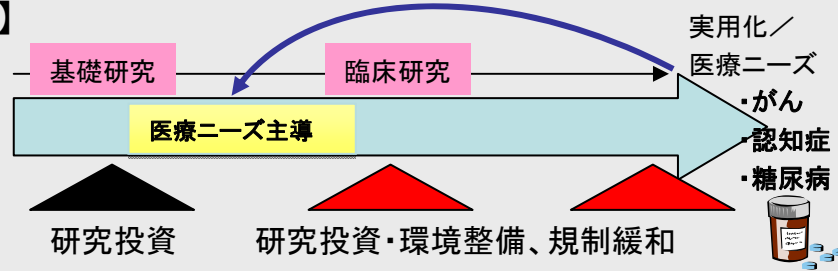 】
実用化／
医療ニーズ
基礎研究
臨床研究
・がん
・認知症
・糖尿病
医療ニーズ主導
研究投資
研究投資・環境整備、規制緩和